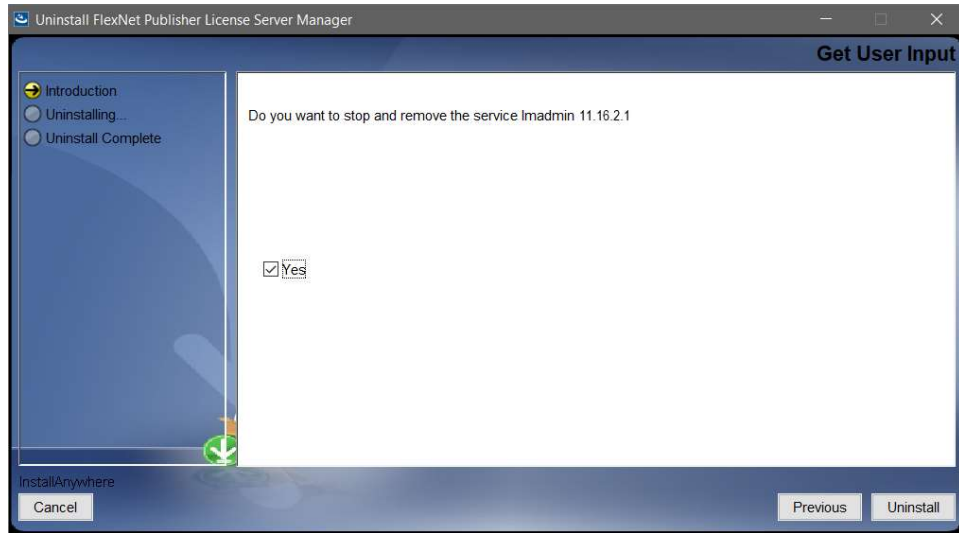 Uninstall FlexNet Publisher License Server Manager
Get User Input
Introduction
Uninstalling...
Uninstall Complete
Do you want to stop and remove the service lmadmin 11.16.2.1
Yes
InstallAnywhere
Cancel
Previous
Uninstall